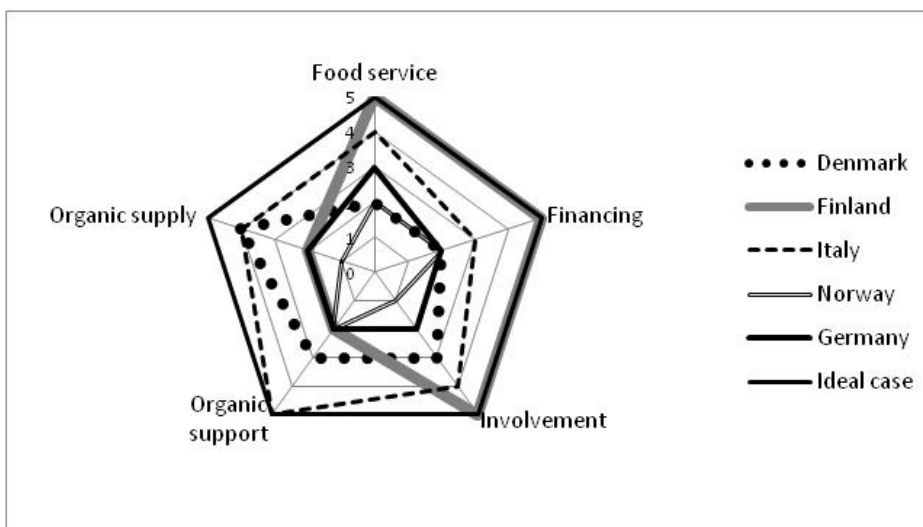 Food service
5
4
3
1
0
Organic supply
Financing
Organic
support
Involvement
Denmark
Finland
Italy
Norway
Germany
Ideal case